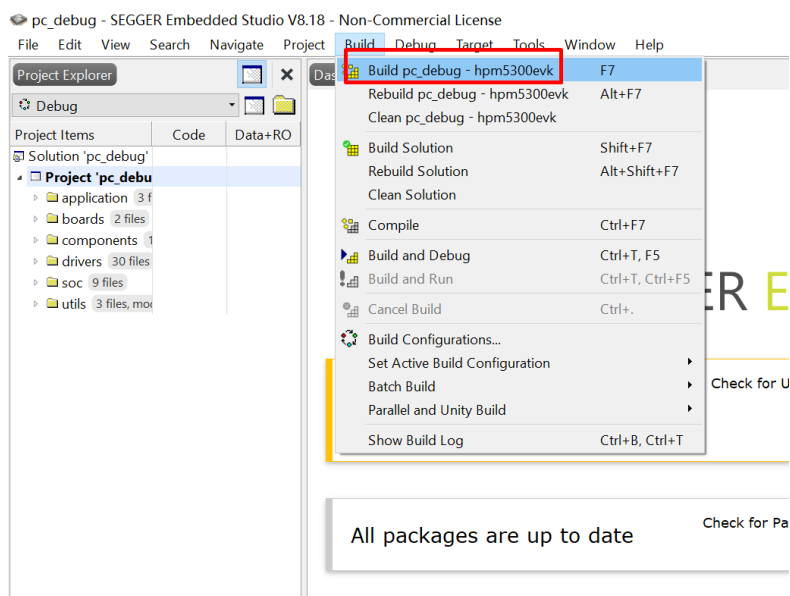 pc_debug - SEGGER Embedded Studio V8.18 - Non-Commercial License
File Edit View Search Navigate Project Build Debug Target Tools Window Help
Project Explorer
Debug
Project Items Code Data+RO
Solution 'pc_debug'
Project 'pc_debu
application 3 f
boards 2 files
components 1
drivers 30 files
soc 9 files
utils 3 files, mod
Das
Build pc_debug - hpm5300evk F7
Rebuild pc_debug - hpm5300evk Alt+F7
Clean pc_debug - hpm5300evk
Build Solution Shift+F7
Rebuild Solution Alt+Shift+F7
Clean Solution
Compile Ctrl+F7
Build and Debug Ctrl+T, F5
Build and Run Ctrl+T, Ctrl+F5
Cancel Build Ctrl+.
Build Configurations...
Set Active Build Configuration
Batch Build
Parallel and Unity Build
Show Build Log Ctrl+B, Ctrl+T
ER E
Check for U
All packages are up to date
Check for Pa